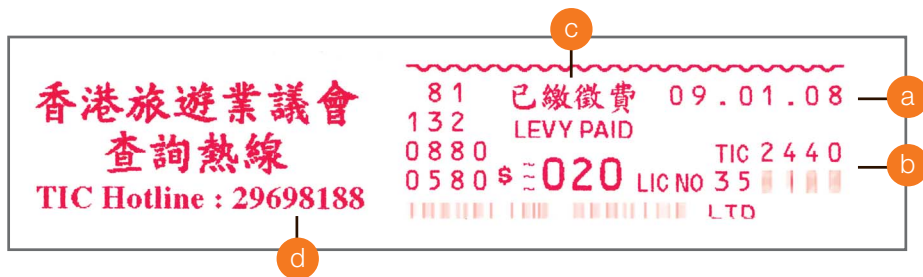 香港旅遊業議會
查詢熱線
TIC Hotline : 29698188
81
132
0880
0580
已繳徵費 09.01.08
LEVY PAID
$ 020
TIC 2440
LIC NO 35
LTD
c
a
b
d